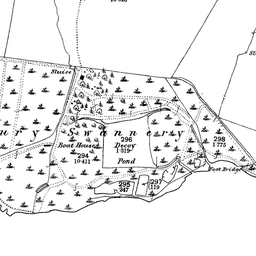 Sluice
ury Swannery
296
Decoy
1·319
Pond
Boat House
294
10·411
298
1·775
Foot Bridge
295
·347
297
·119